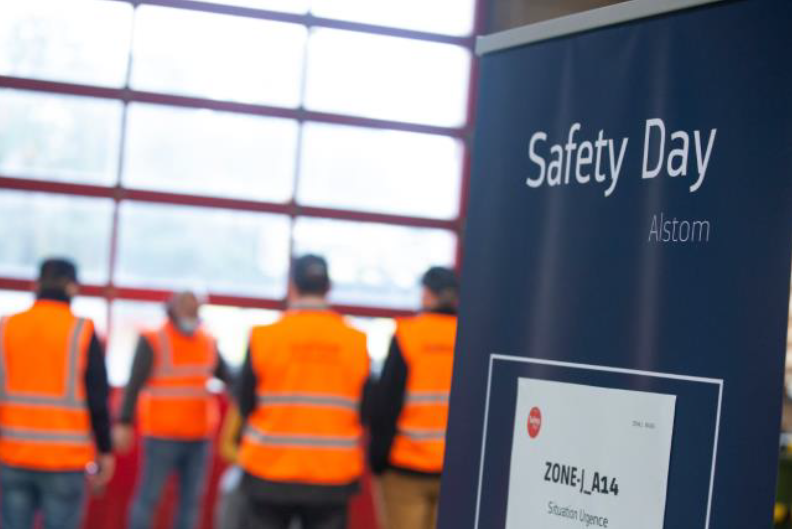 Safety Day
Alstom
ZONE-j_A14
Situation Urgence